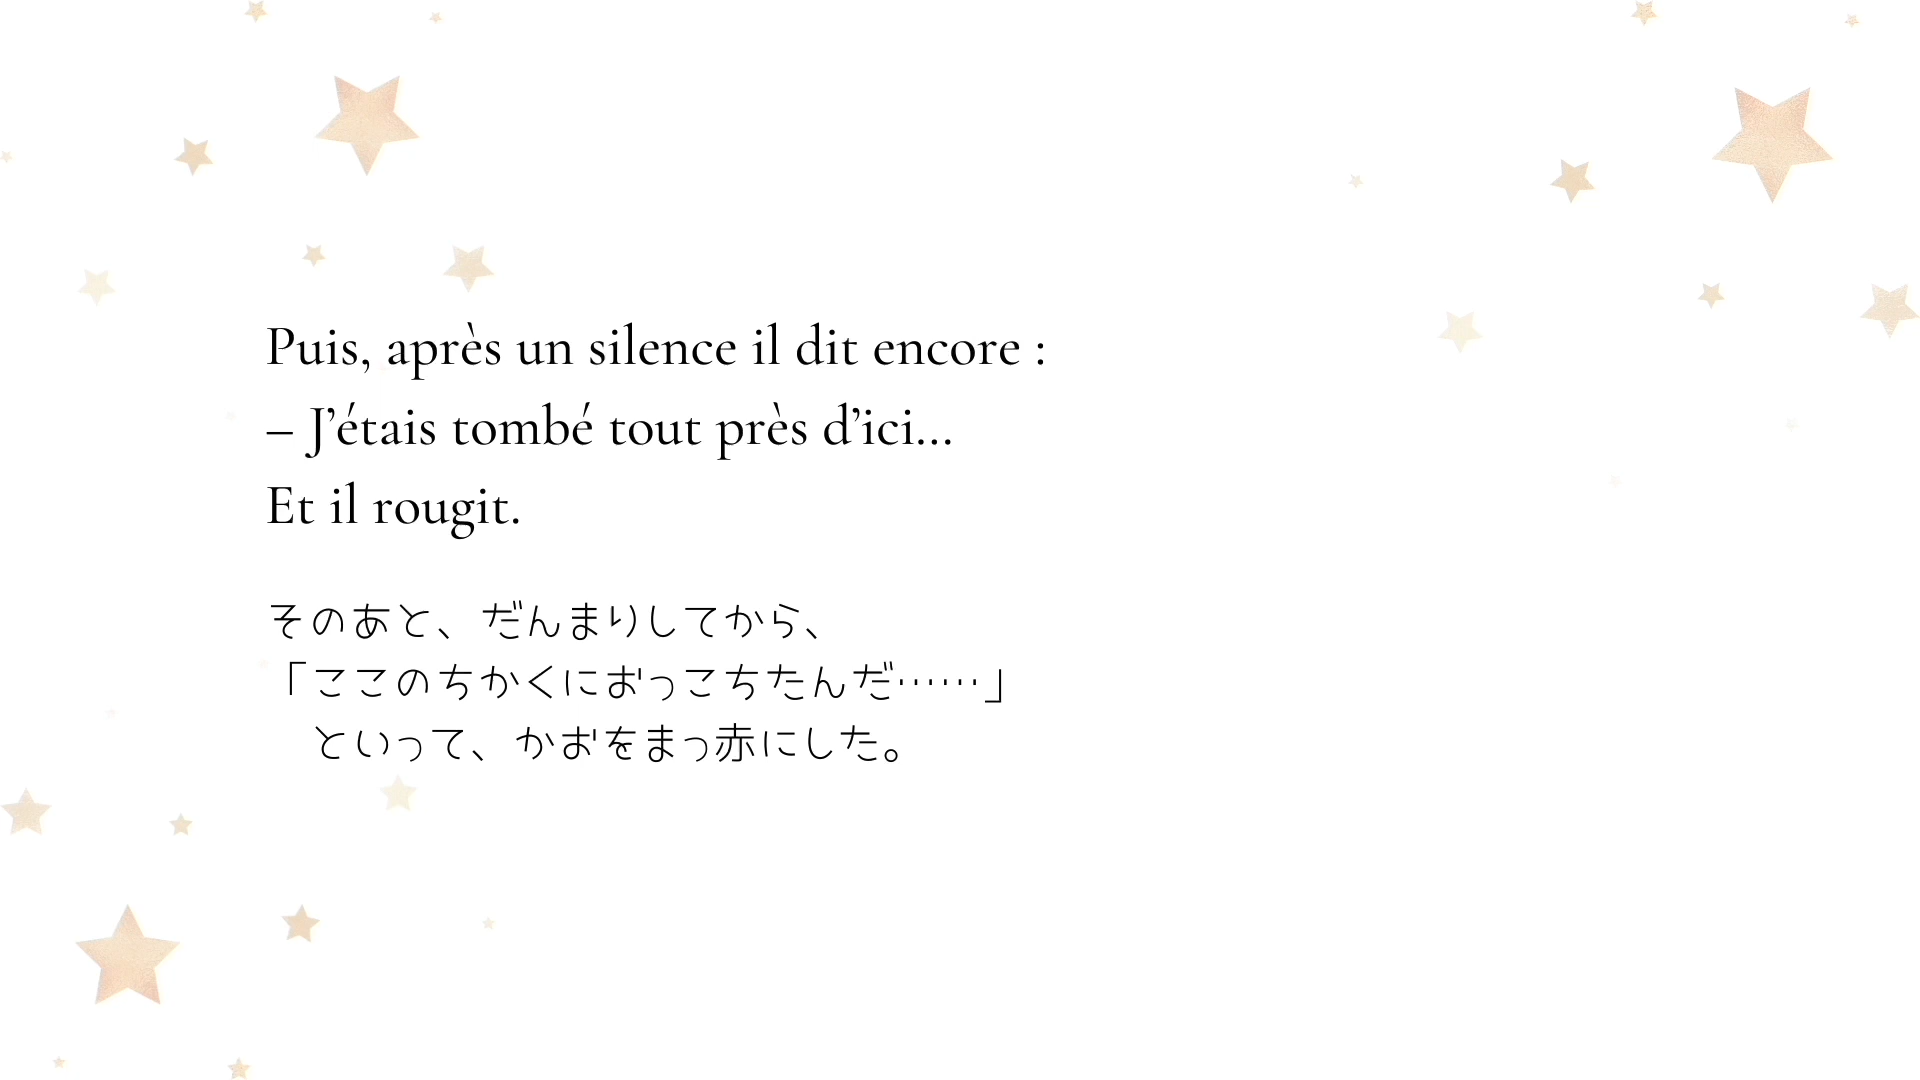 Puis, après un silence il dit encore :
– J’étais tombé tout près d’ici…
Et il rougit.
そのあと、だんまりしてから、
「ここのちかくにおっこちたんだ……」
　といって、かおをまっ赤にした。